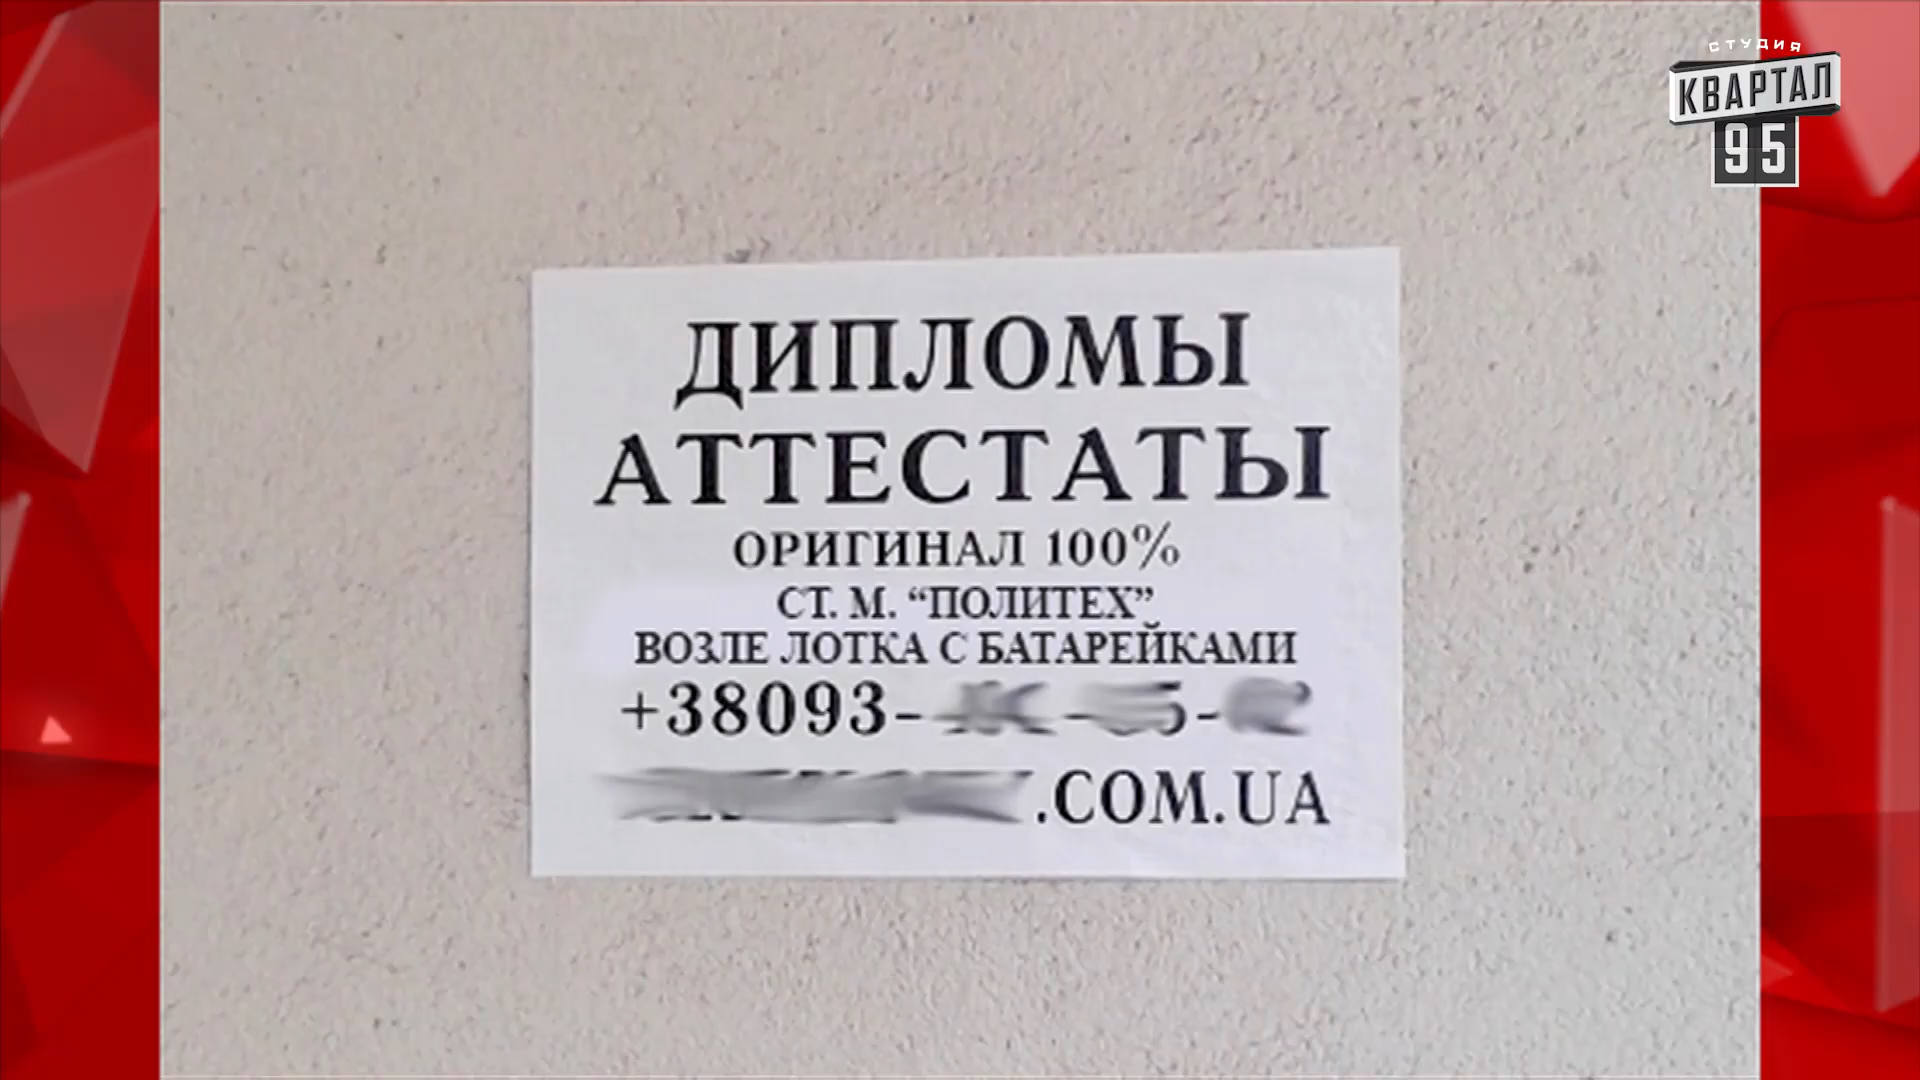 СТУДИЯ
КВАРТАЛ
95
ДИПЛОМЫ
АТТЕСТАТЫ
ОРИГИНАЛ 100%
СТ. М. “ПОЛИТЕХ”
ВОЗЛЕ ЛОТКА С БАТАРЕЙКАМИ
+38093-
.COM.UA